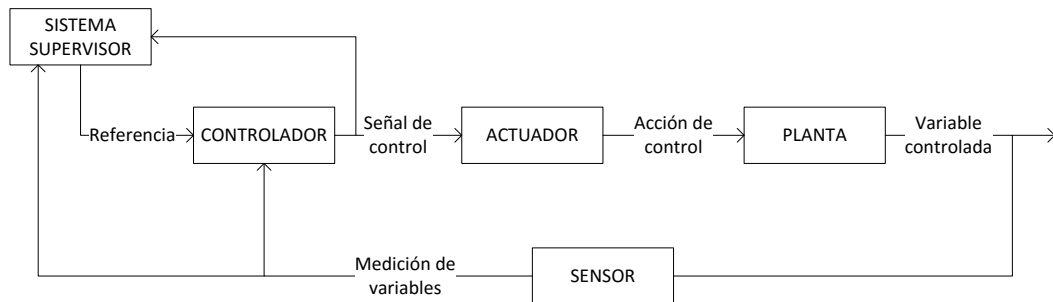 SISTEMA
SUPERVISOR
Referencia
CONTROLADOR
Señal de
control
ACTUADOR
Acción de
control
PLANTA
Variable
controlada
Medición de
variables
SENSOR